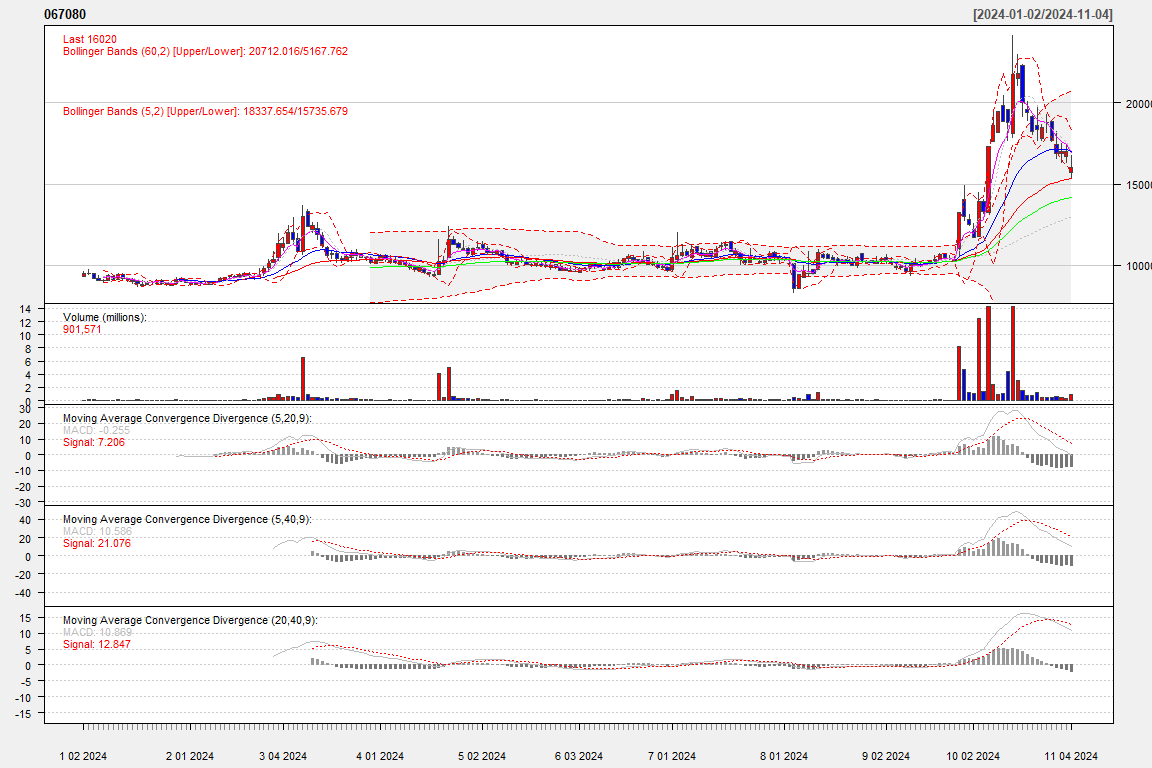 067080 [2024-01-02/2024-11-04]
Last 16020
Bollinger Bands (60,2) [Upper/Lower]: 20712.016/5167.762
Bollinger Bands (5,2) [Upper/Lower]: 18337.654/15735.679
20000
15000
10000
Volume (millions):
901,571
14
12
10
8
6
4
2
0
Moving Average Convergence Divergence (5,20,9):
MACD: -0.255
Signal: 7.206
30
20
10
0
-10
-20
-30
Moving Average Convergence Divergence (5,40,9):
MACD: 10.586
Signal: 21.076
40
20
0
-20
-40
Moving Average Convergence Divergence (20,40,9):
MACD: 10.869
Signal: 12.847
15
10
5
0
-5
-10
-15
1 02 2024 2 01 2024 3 04 2024 4 01 2024 5 02 2024 6 03 2024 7 01 2024 8 01 2024 9 02 2024 10 02 2024 11 04 2024